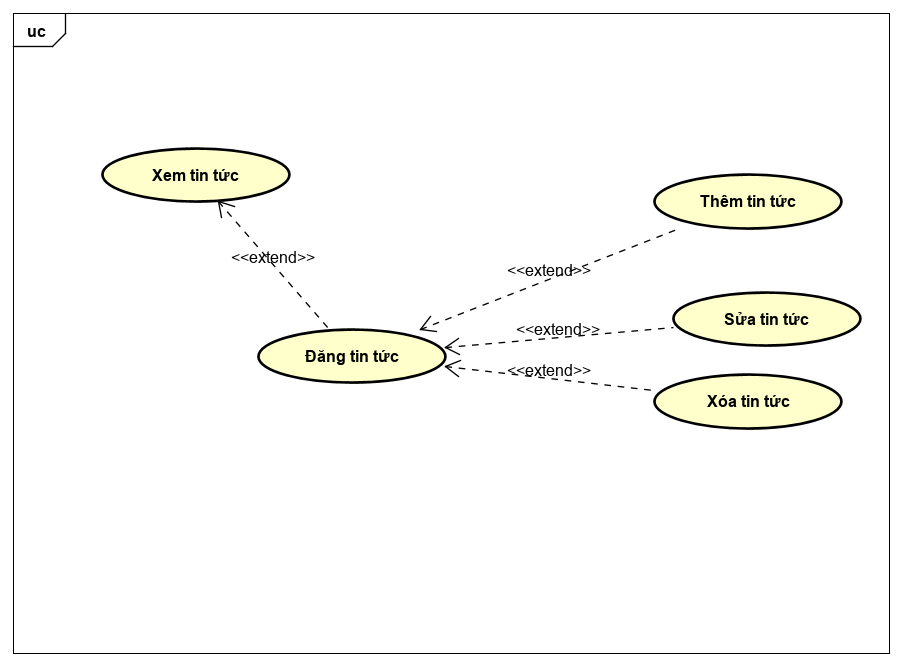 uc
Xem tin tức
Thêm tin tức
<<extend>>
<<extend>>
Sửa tin tức
<<extend>>
Đăng tin tức
<<extend>>
Xóa tin tức